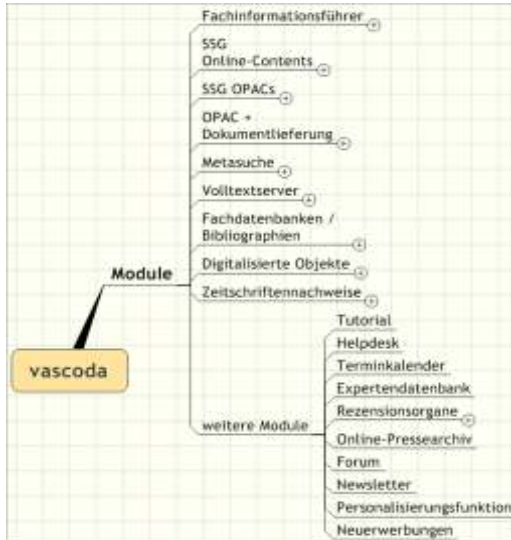 Fachinformationsführer
SSG
Online-Contents
SSG OPACs
OPAC +
Dokumentlieferung
Metasuche
Volltextserver
Fachdatenbanken /
Bibliographien
Digitalisierte Objekte
Zeitschriftennachweise
Module
vascoda
weitere Module
Tutorial
Helpdesk
Terminkalender
Expertendatenbank
Rezensionsorgane
Online-Pressearchiv
Forum
Newsletter
Personalisierungsfunktion
Neuerwerbungen